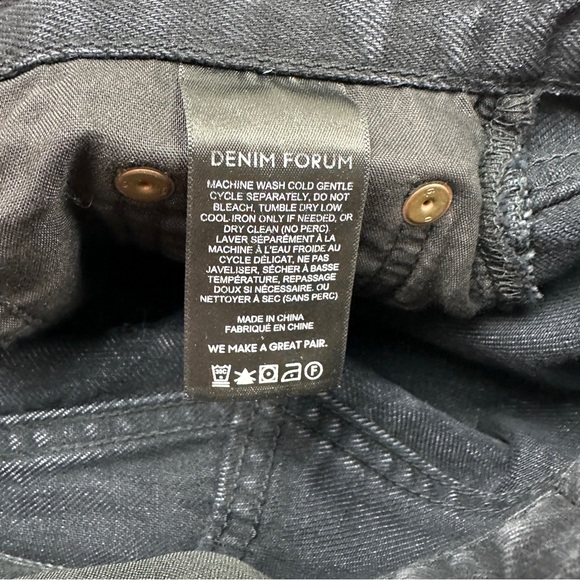 DENIM FORUM
MACHINE WASH COLD GENTLE
CYCLE SEPARATELY, DO NOT
BLEACH, TUMBLE DRY LOW
COOL IRON ONLY IF NEEDED, OR
DRY CLEAN (NO PERC)
LAVER SÉPARÉMENT À LA
MACHINE À L'EAU FROIDE AU
CYCLE DÉLICAT, NE PAS
JAVELISER, SÉCHER À BASSE
TEMPÉRATURE, REPASSAGE
DOUX SI NÉCESSAIRE. OU
NETTOYER À SEC (SANS PERC)
MADE IN CHINA
FABRIQUÉ EN CHINE
WE MAKE A GREAT PAIR.
30C F